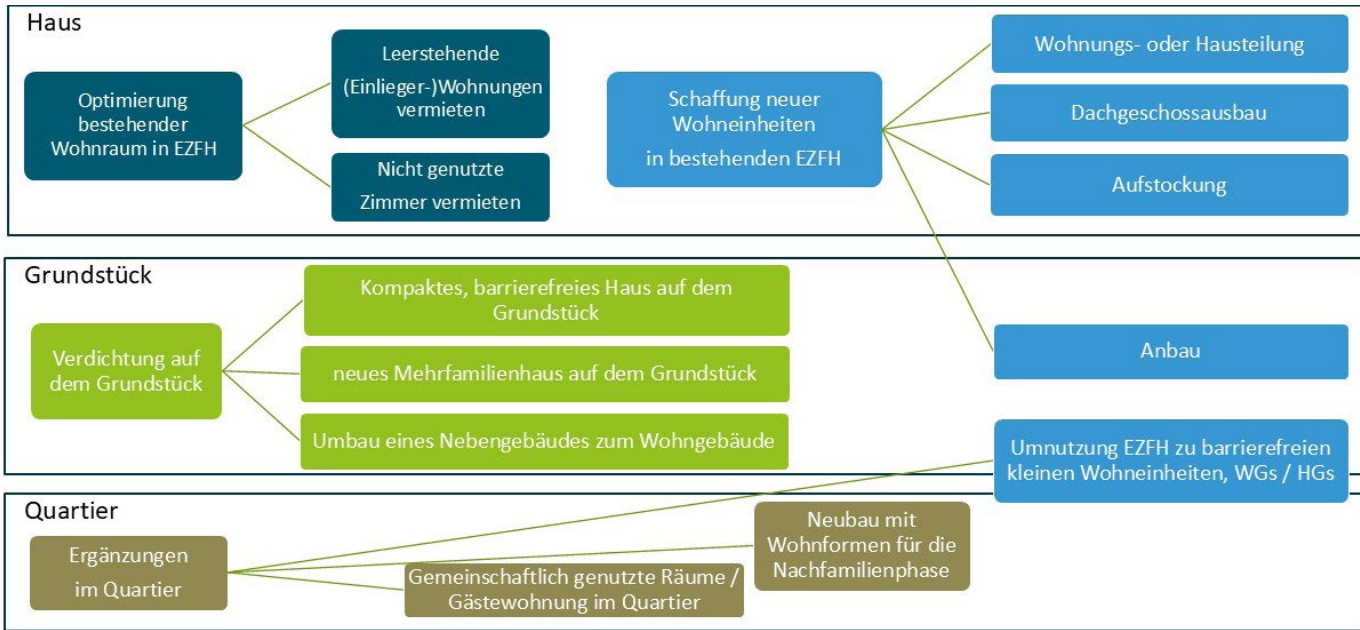 Haus
Optimierung
bestehender
Wohnraum in EZFH
Leerstehende
(Einlieger-)Wohnungen
vermieten
Nicht genutzte
Zimmer vermieten
Schaffung neuer
Wohneinheiten
in bestehenden EZFH
Wohnungs- oder Hausteilung
Dachgeschossausbau
Aufstockung
Grundstück
Verdichtung auf
dem Grundstück
Kompaktes, barrierefreies Haus auf dem
Grundstück
neues Mehrfamilienhaus auf dem Grundstück
Umbau eines Nebengebäudes zum Wohngebäude
Anbau
Umnutzung EZFH zu barrierefreien
kleinen Wohneinheiten, WGs / HGs
Quartier
Ergänzungen
im Quartier
Gemeinschaftlich genutzte Räume /
Gästewohnung im Quartier
Neubau mit
Wohnformen für die
Nachfamilienphase